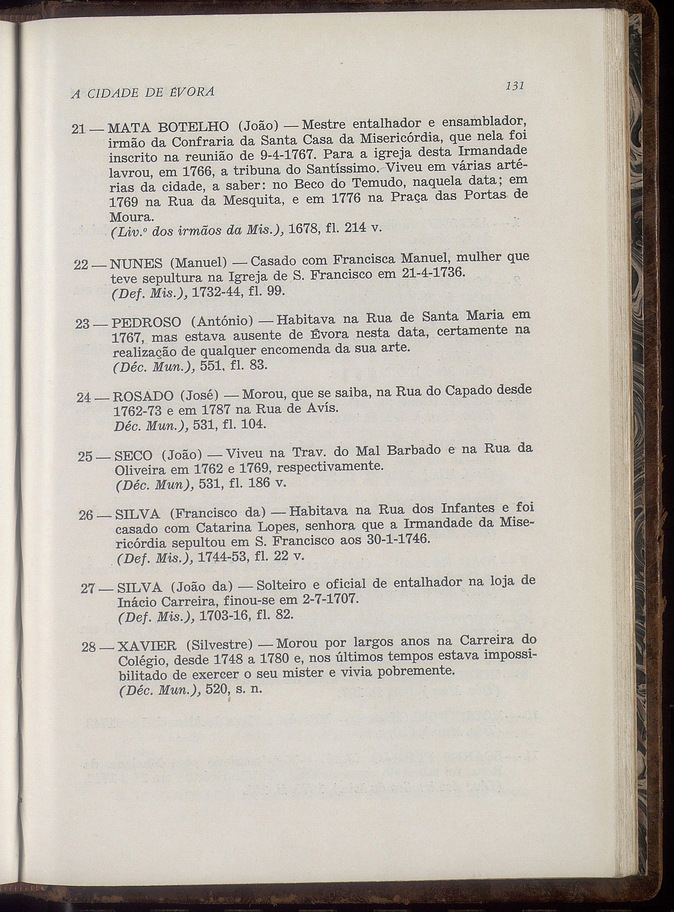 A CIDADE DE ÉVORA 131
21 — MATA BOTELHO (João) — Mestre entalhador e ensamblador,
irmão da Confraria da Santa Casa da Misericórdia, que nela foi
inscrito na reunião de 9-4-1767. Para a igreja desta Irmandade
lavrou, em 1766, a tribuna do Santíssimo. Viveu em várias arté-
rias da cidade, a saber: no Beco do Temudo, naquela data; em
1769 na Rua da Mesquita, e em 1776 na Praça das Portas de
Moura.
(Liv.º dos irmãos da Mis.), 1678, fl. 214 v.
22 — NUNES (Manuel) — Casado com Francisca Manuel, mulher que
teve sepultura na Igreja de S. Francisco em 21-4-1736.
(Def. Mis.), 1732-44, fl. 99.
23 — PEDROSO (António) — Habitava na Rua de Santa Maria em
1767, mas estava ausente de Évora nesta data, certamente na
realização de qualquer encomenda da sua arte.
(Déc. Mun.), 551, fl. 83.
24 — ROSADO (José) — Morou, que se saiba, na Rua do Capado desde
1762-73 e em 1787 na Rua de Avís.
Déc. Mun.), 531, fl. 104.
25 — SECO (João) — Viveu na Trav. do Mal Barbado e na Rua da
Oliveira em 1762 e 1769, respectivamente.
(Déc. Mun), 531, fl. 186 v.
26 — SILVA (Francisco da) — Habitava na Rua dos Infantes e foi
casado com Catarina Lopes, senhora que a Irmandade da Mise-
ricórdia sepultou em S. Francisco aos 30-1-1746.
(Def. Mis.), 1744-53, fl. 22 v.
27 — SILVA (João da) — Solteiro e oficial de entalhador na loja de
Inácio Carreira, finou-se em 2-7-1707.
(Def. Mis.), 1703-16, fl. 82.
28 — XAVIER (Silvestre) — Morou por largos anos na Carreira do
Colégio, desde 1748 a 1780 e, nos últimos tempos estava impossi-
bilitado de exercer o seu mister e vivia pobremente.
(Déc. Mun.), 520, s. n.